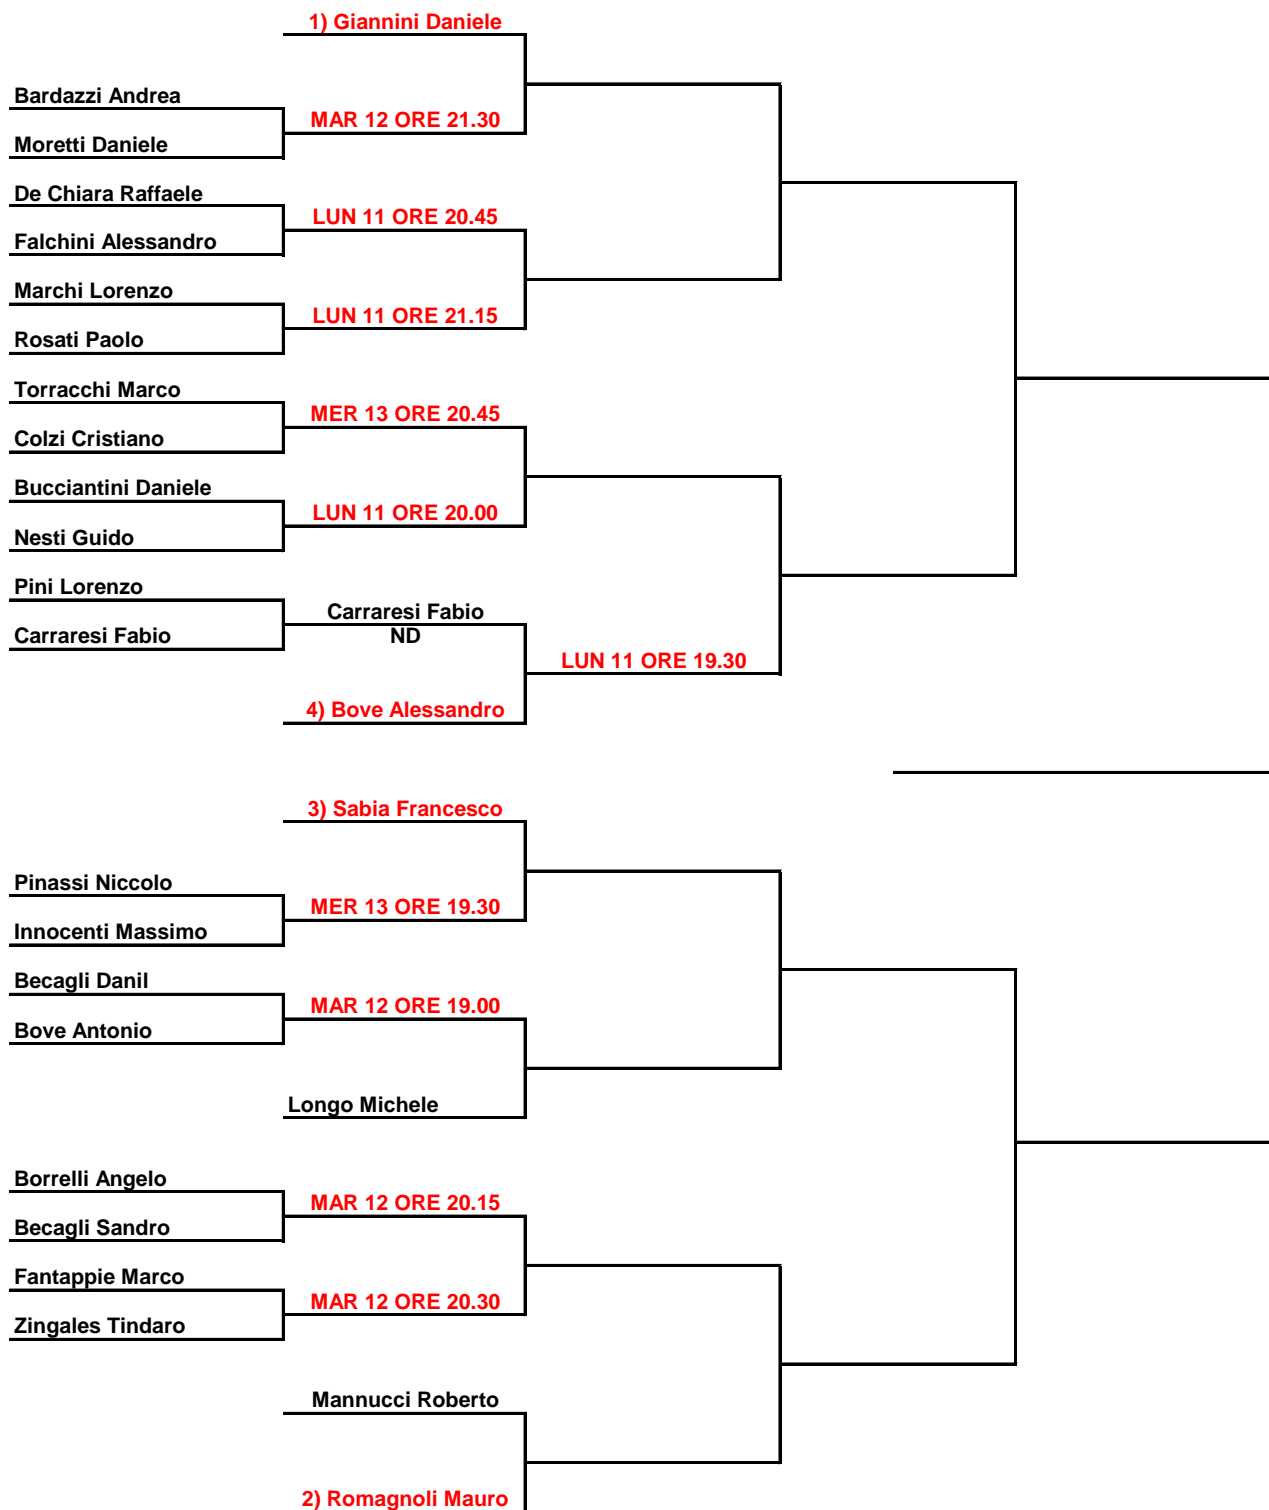 1) Giannini Daniele
Bardazzi Andrea
MAR 12 ORE 21.30
Moretti Daniele
De Chiara Raffaele
LUN 11 ORE 20.45
Falchini Alessandro
Marchi Lorenzo
LUN 11 ORE 21.15
Rosati Paolo
Torracchi Marco
MER 13 ORE 20.45
Colzi Cristiano
Bucciantini Daniele
LUN 11 ORE 20.00
Nesti Guido
Pini Lorenzo
Carraresi Fabio
Carraresi Fabio
ND
LUN 11 ORE 19.30
4) Bove Alessandro
3) Sabia Francesco
Pinassi Niccolo
MER 13 ORE 19.30
Innocenti Massimo
Becagli Danil
MAR 12 ORE 19.00
Bove Antonio
Longo Michele
Borrelli Angelo
MAR 12 ORE 20.15
Becagli Sandro
Fantappie Marco
MAR 12 ORE 20.30
Zingales Tindaro
Mannucci Roberto
2) Romagnoli Mauro